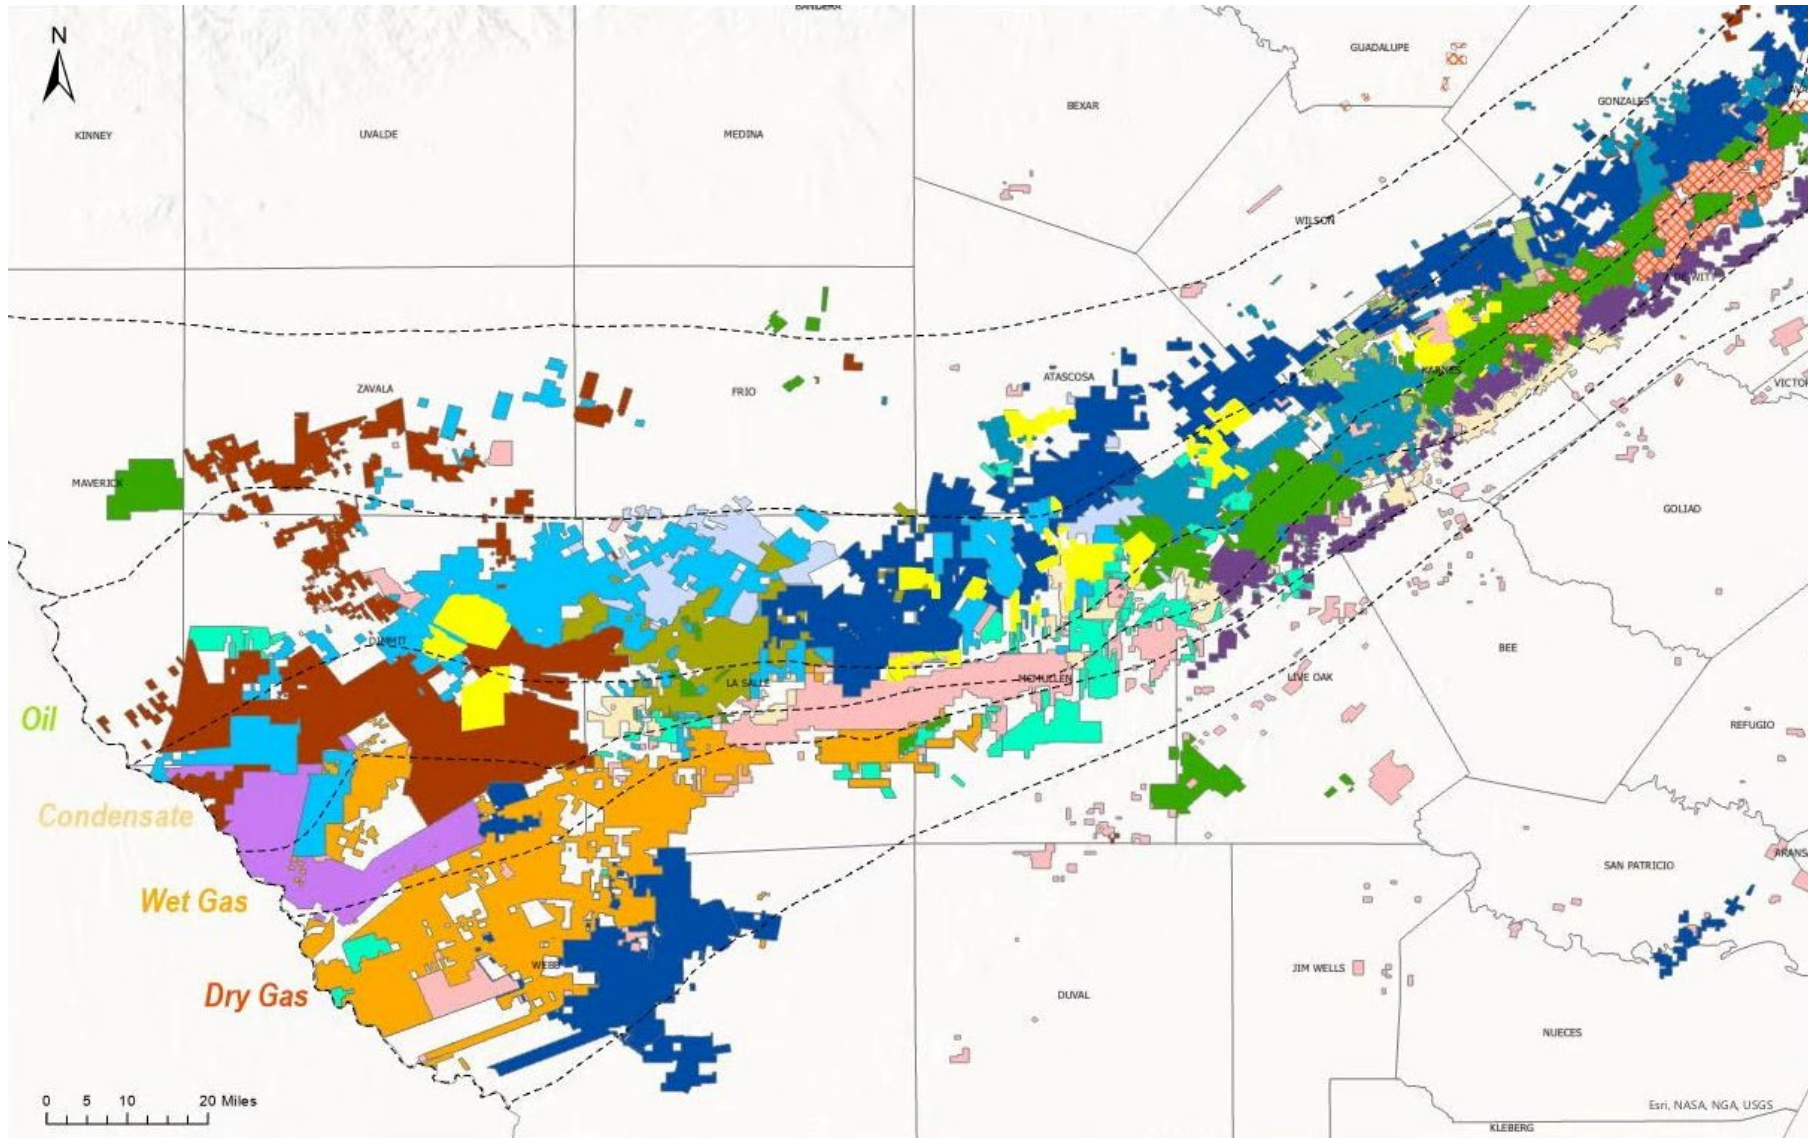 BANDERA
N
GUADALUPE
KINNEY
UVALDE
MEDINA
BEXAR
GONZALES
WILSON
DE WITT
ZAVALA
FRIO
ATASCOSA
KARNES
MAVERICK
GOLIAD
DIMMIT
LA SALLE
MCMULLEN
LIVE OAK
BEE
REFUGIO
Oil
Condensate
Wet Gas
Dry Gas
SAN PATRICIO
WEBB
DUVAL
JIM WELLS
NUECES
KLEBERG
0 5 10 20 Miles
Esri, NASA, NGA, USGS